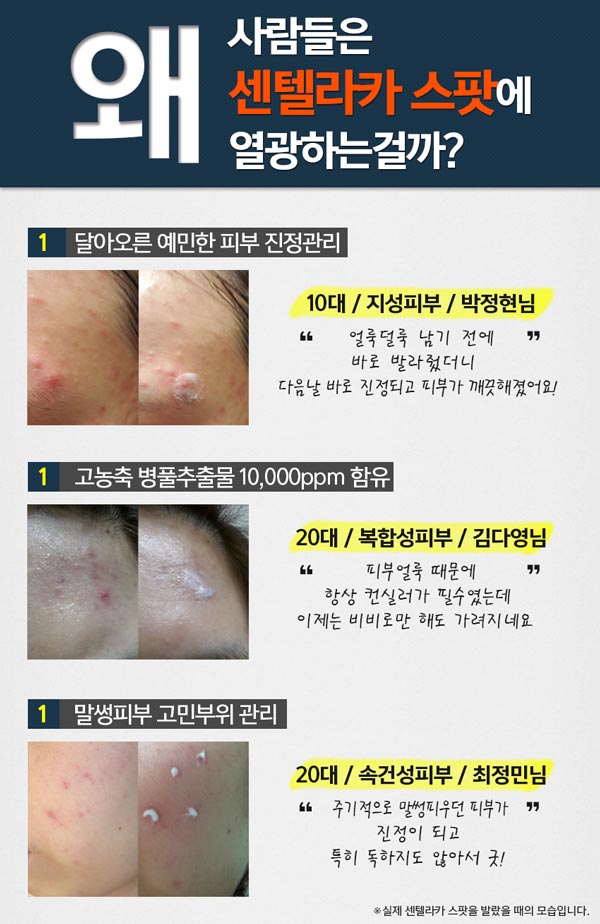 왜
사람들은
센텔라카 스팟에
열광하는걸까?
1 달아오른 예민한 피부 진정관리
10대 / 지성피부 / 박정현님
❝ 얼룩덜룩 남기 전에 ❞
바로 발라줬더니
다음날 바로 진정되고 피부가 깨끗해졌어요!
1 고농축 병풀추출물 10,000ppm 함유
20대 / 복합성피부 / 김다영님
❝ 피부얼룩 때문에 ❞
항상 컨실러가 필수였는데
이제는 비비로만 해도 가려지네요
1 말썽피부 고민부위 관리
20대 / 속건성피부 / 최정민님
❝ 주기적으로 말썽피우던 피부가 ❞
진정이 되고
특히 독하지도 않아서 굿!
※실제 센텔라카 스팟을 발랐을 때의 모습입니다.